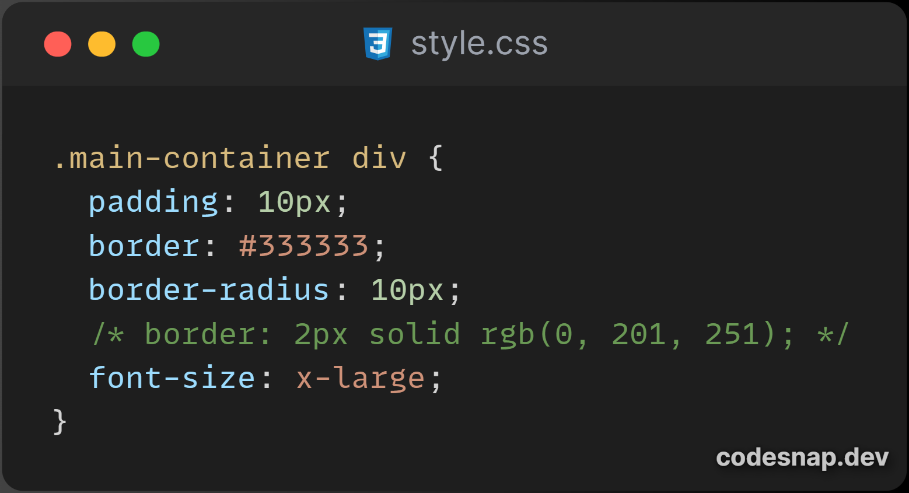 style.css
.main-container div {
  padding: 10px;
  border: #333333;
  border-radius: 10px;
  /* border: 2px solid rgb(0, 201, 251); */
  font-size: x-large;
}
codesnap.dev